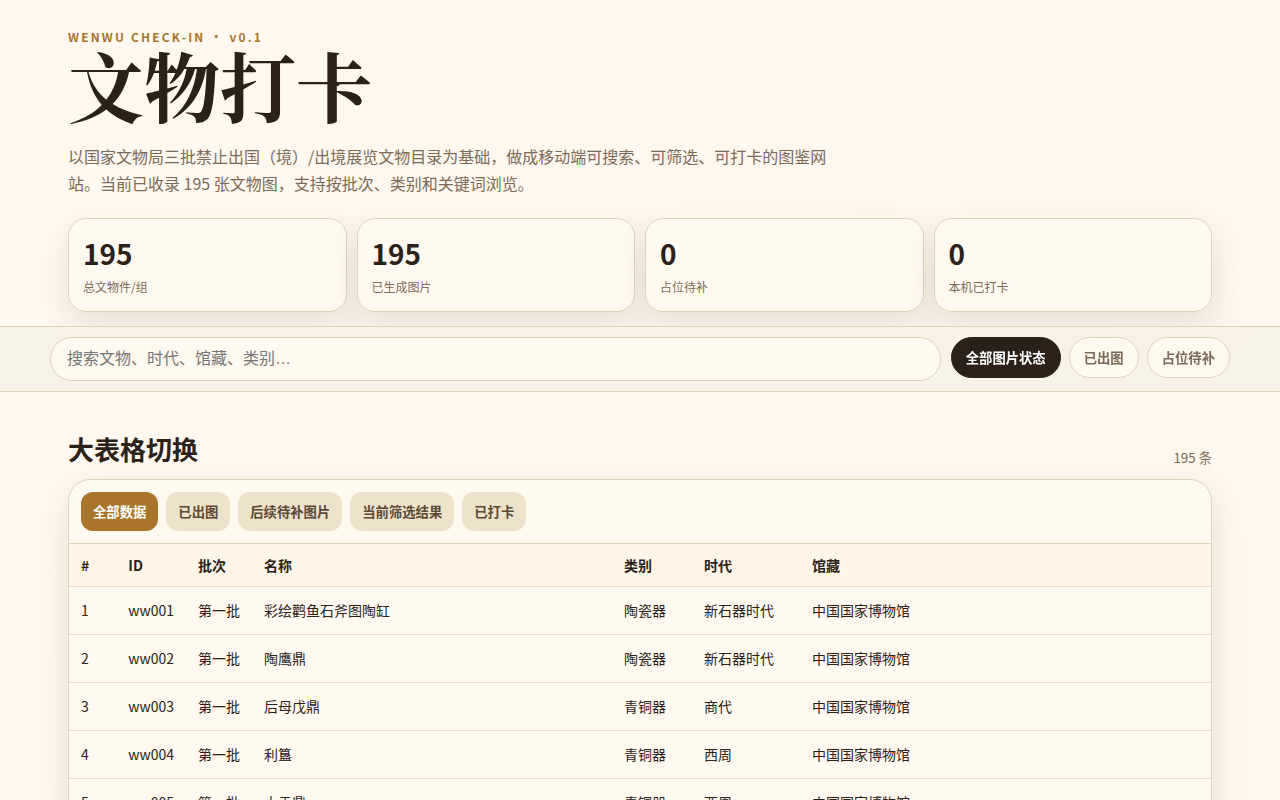 WENWU CHECK-IN · v0.1
文物打卡
以国家文物局三批禁止出国（境）/出境展览文物目录为基础，做成移动端可搜索、可筛选、可打卡的图鉴网
站。当前已收录 195 张文物图，支持按批次、类别和关键词浏览。
195 195 0 0
总文物件/组 已生成图片 占位待补 本机已打卡
搜索文物、时代、馆藏、类别… 全部图片状态 已出图 占位待补
大表格切换 195 条
全部数据 已出图 后续待补图片 当前筛选结果 已打卡
# ID 批次 名称 类别 时代 馆藏
1 ww001 第一批 彩绘鹳鱼石斧图陶缸 陶瓷器 新石器时代 中国国家博物馆
2 ww002 第一批 陶鹰鼎 陶瓷器 新石器时代 中国国家博物馆
3 ww003 第一批 后母戊鼎 青铜器 商代 中国国家博物馆
4 ww004 第一批 利簋 青铜器 西周 中国国家博物馆